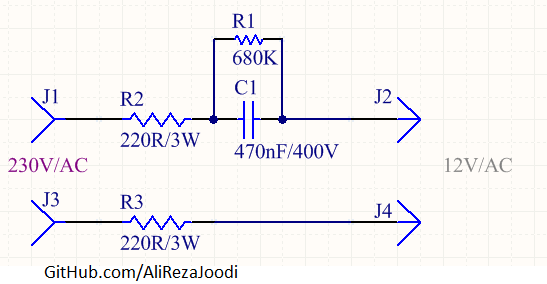 R1
680K
C1
J1
R2
J2
220R/3W
470nF/400V
230V/AC
12V/AC
J3
R3
J4
220R/3W
GitHub.com/AliRezaJoodi